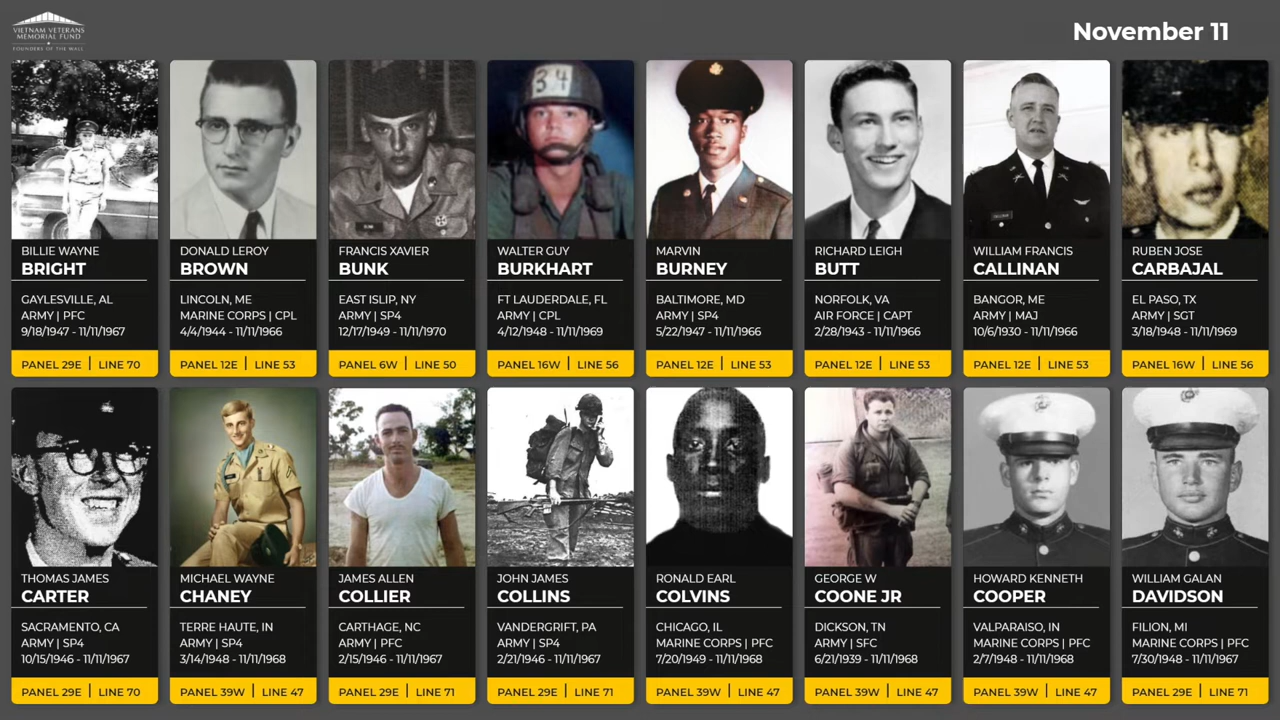 VIETNAM VETERANS
MEMORIAL FUND
FOUNDERS OF THE WALL
November 11
34
BILLIE WAYNE
BRIGHT
GAYLESVILLE, AL
ARMY | PFC
9/18/1947 - 11/11/1967
PANEL 29E | LINE 70
DONALD LEROY
BROWN
LINCOLN, ME
MARINE CORPS | CPL
4/4/1944 - 11/11/1966
PANEL 12E | LINE 53
FRANCIS XAVIER
BUNK
EAST ISLIP, NY
ARMY | SP4
12/17/1949 - 11/11/1970
PANEL 6W | LINE 50
WALTER GUY
BURKHART
FT LAUDERDALE, FL
ARMY | CPL
4/12/1948 - 11/11/1969
PANEL 16W | LINE 56
MARVIN
BURNEY
BALTIMORE, MD
ARMY | SP4
5/22/1947 - 11/11/1966
PANEL 12E | LINE 53
RICHARD LEIGH
BUTT
NORFOLK, VA
AIR FORCE | CAPT
2/28/1943 - 11/11/1966
PANEL 12E | LINE 53
WILLIAM FRANCIS
CALLINAN
BANGOR, ME
ARMY | MAJ
10/6/1930 - 11/11/1966
PANEL 12E | LINE 53
RUBEN JOSE
CARBAJAL
EL PASO, TX
ARMY | SGT
3/18/1948 - 11/11/1969
PANEL 16W | LINE 56
THOMAS JAMES
CARTER
SACRAMENTO, CA
ARMY | SP4
10/15/1946 - 11/11/1967
PANEL 29E | LINE 70
MICHAEL WAYNE
CHANEY
TERRE HAUTE, IN
ARMY | SP4
3/14/1948 - 11/11/1968
PANEL 39W | LINE 47
JAMES ALLEN
COLLIER
CARTHAGE, NC
ARMY | PFC
2/15/1946 - 11/11/1967
PANEL 29E | LINE 71
JOHN JAMES
COLLINS
VANDERGRIFT, PA
ARMY | SP4
2/21/1946 - 11/11/1967
PANEL 29E | LINE 71
RONALD EARL
COLVINS
CHICAGO, IL
MARINE CORPS | PFC
7/20/1949 - 11/11/1968
PANEL 39W | LINE 47
GEORGE W
COONE JR
DICKSON, TN
ARMY | SFC
6/21/1939 - 11/11/1968
PANEL 39W | LINE 47
HOWARD KENNETH
COOPER
VALPARAISO, IN
MARINE CORPS | PFC
2/7/1948 - 11/11/1968
PANEL 39W | LINE 47
WILLIAM GALAN
DAVIDSON
FILION, MI
MARINE CORPS | PFC
7/30/1948 - 11/11/1967
PANEL 29E | LINE 71